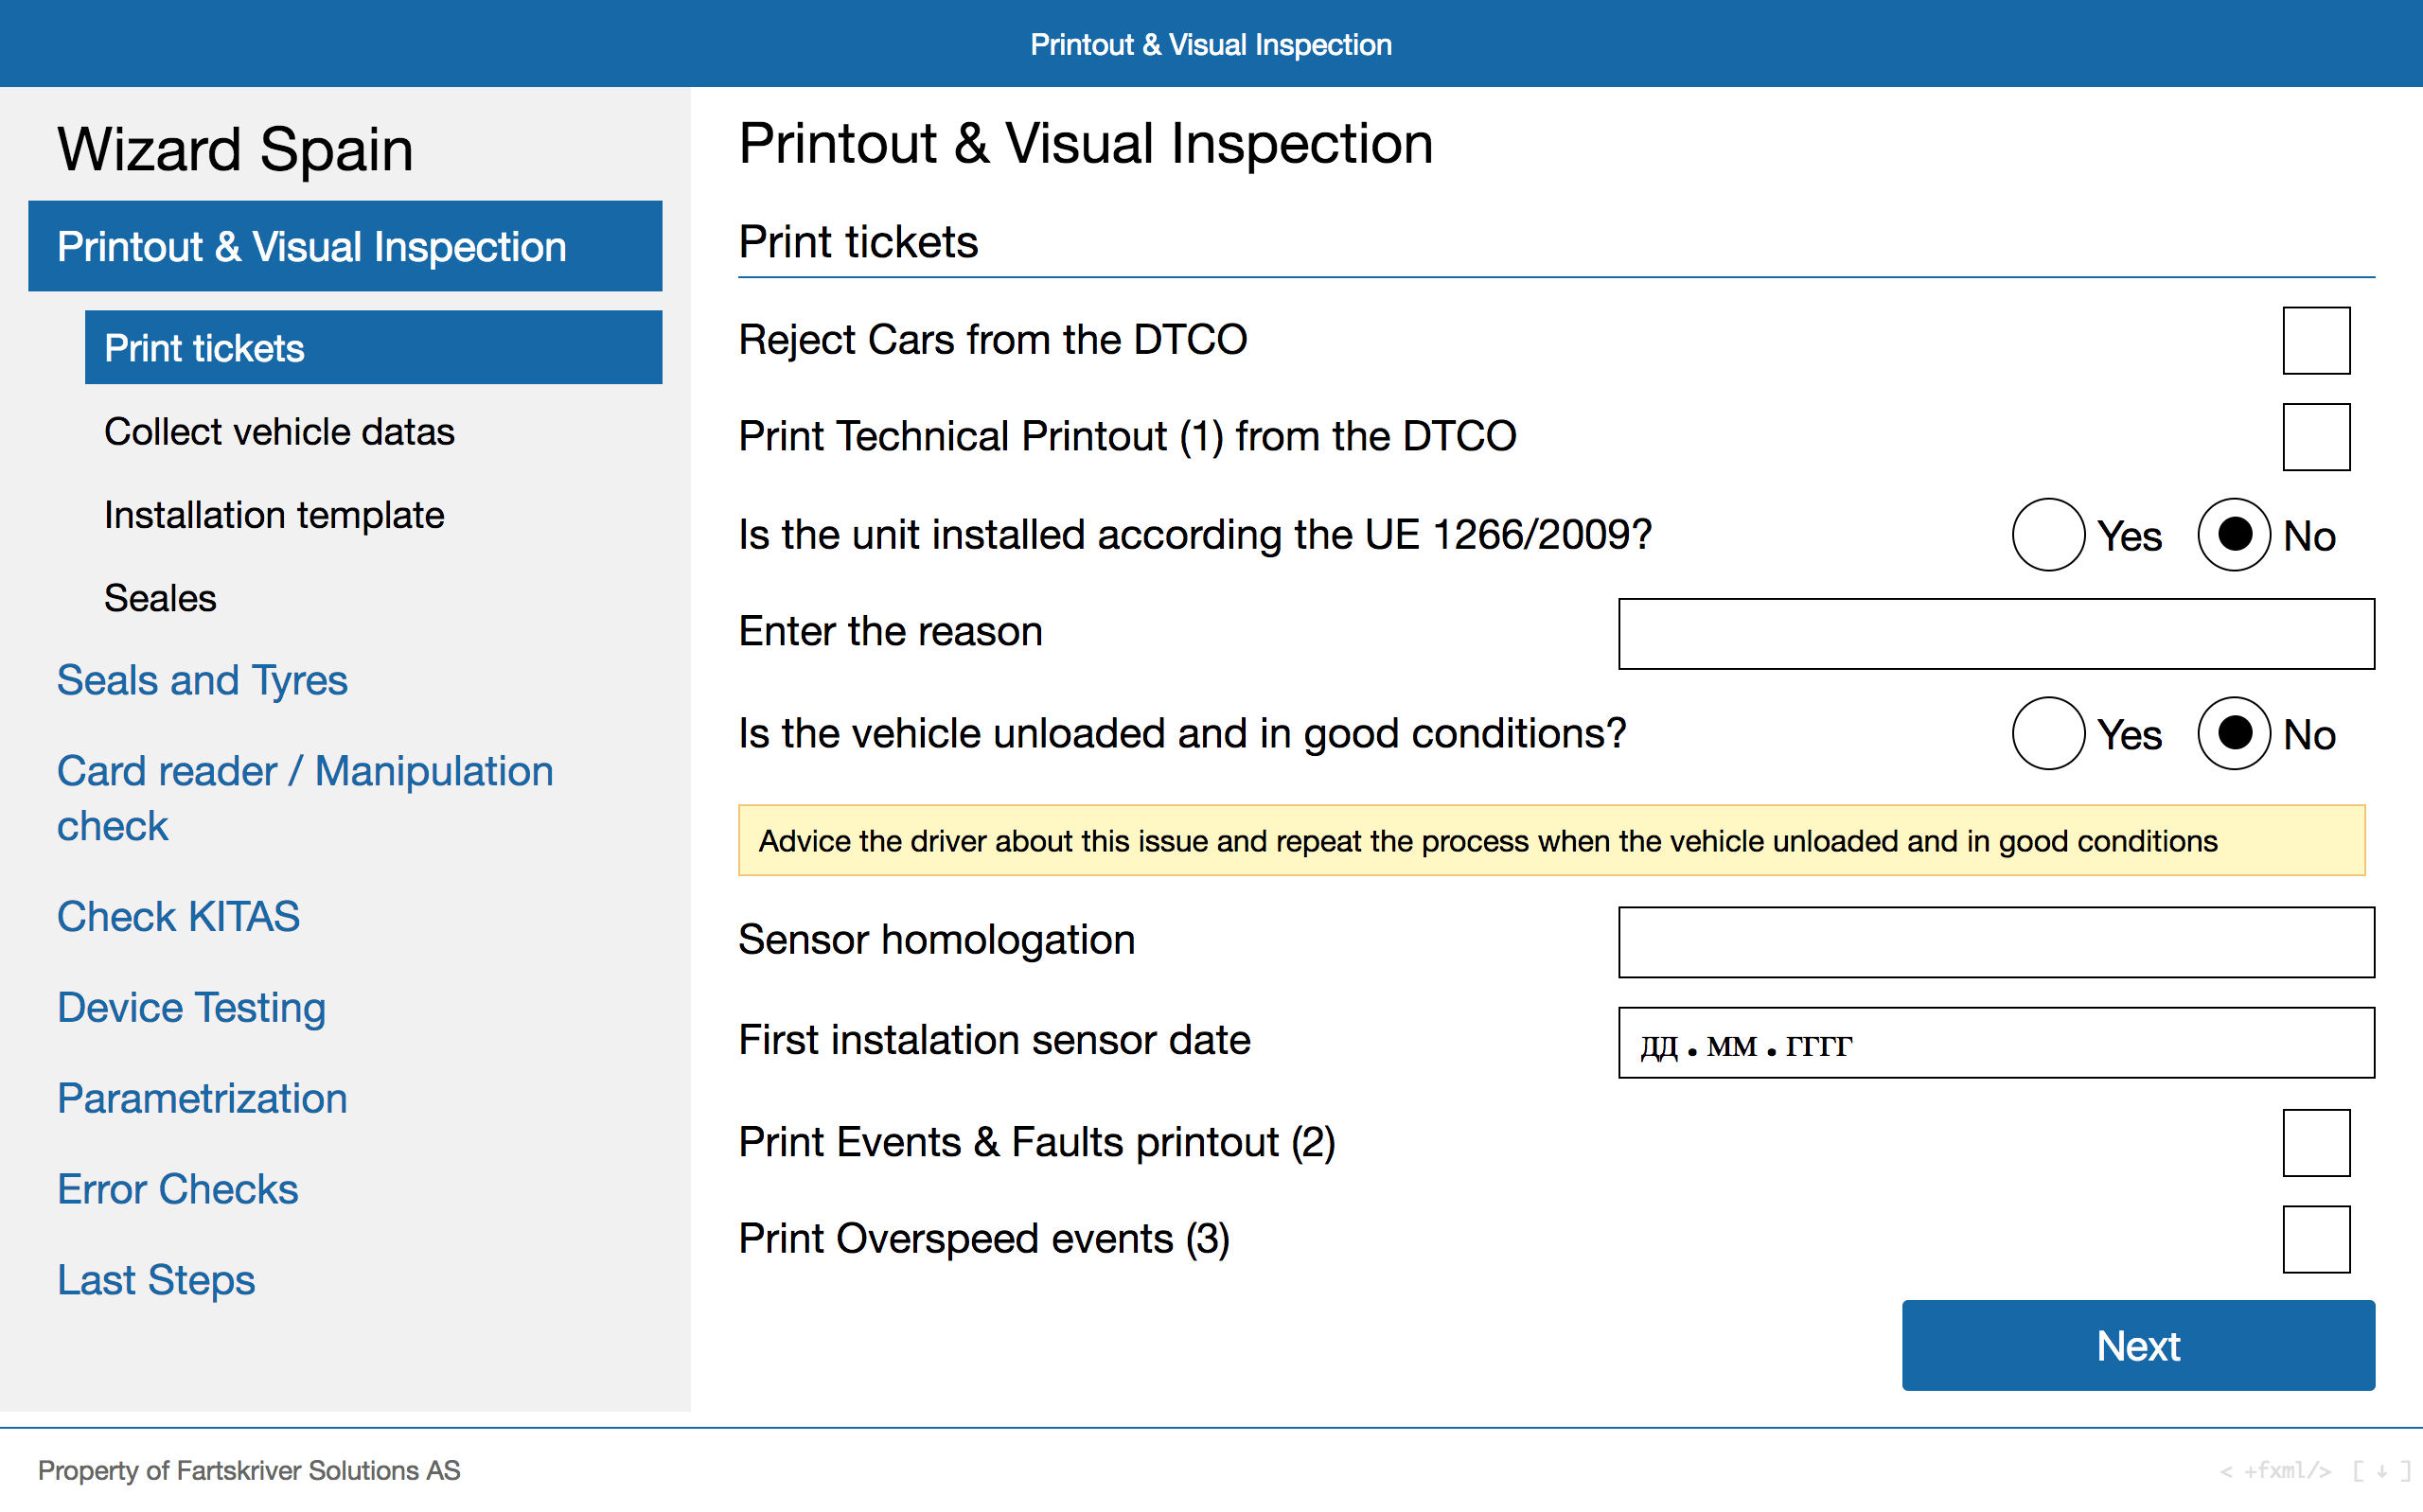 Printout & Visual Inspection
Wizard Spain
Printout & Visual Inspection
Print tickets
Collect vehicle datas
Installation template
Seales
Seals and Tyres
Card reader / Manipulation
check
Check KITAS
Device Testing
Parametrization
Error Checks
Last Steps
Printout & Visual Inspection
Print tickets
Reject Cars from the DTCO
Print Technical Printout (1) from the DTCO
Is the unit installed according the UE 1266/2009? Yes No
Enter the reason
Is the vehicle unloaded and in good conditions? Yes No
Advice the driver about this issue and repeat the process when the vehicle unloaded and in good conditions
Sensor homologation
First instalation sensor date дд . мм . гггг
Print Events & Faults printout (2)
Print Overspeed events (3)
Next
Property of Fartskriver Solutions AS
< +fxml/> [ ↓ ]